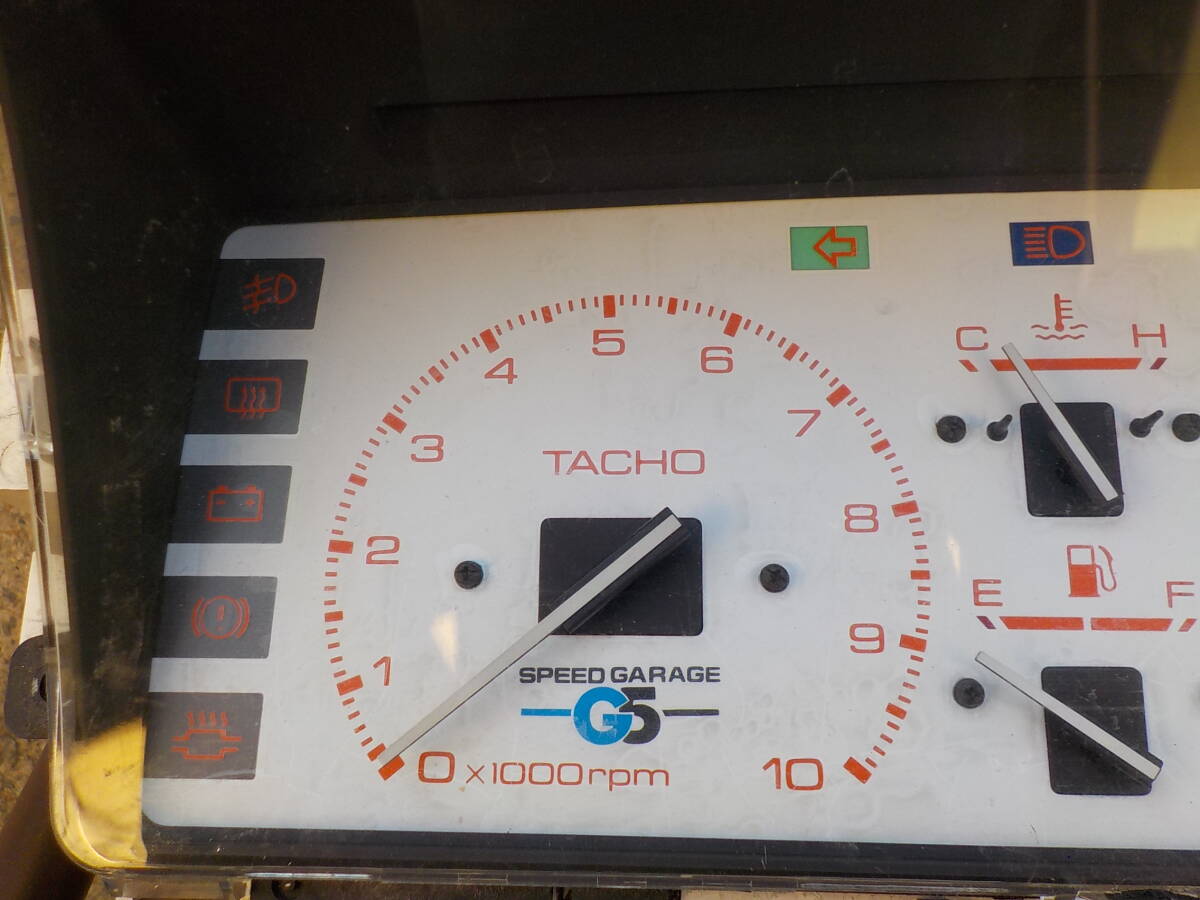 C H
5
4 6
7
3
TACHO
8
2
E F
9
SPEED GARAGE
1
G5
0 x1000rpm 10